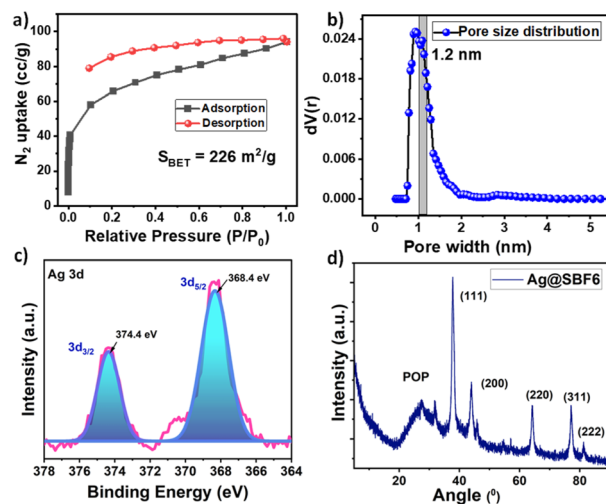 a)
N2 uptake (cc/g)
100
80
60
40
20
0
Adsorption
Desorption
SBET = 226 m²/g
0.0 0.2 0.4 0.6 0.8 1.0
Relative Pressure (P/P0)
b)
dV(r)
0.024
0.018
0.012
0.006
0.000
Pore size distribution
1.2 nm
0 1 2 3 4 5
Pore width (nm)
c)
Ag 3d
Intensity (a.u.)
3d5/2
368.4 eV
374.4 eV
3d3/2
378 376 374 372 370 368 366 364
Binding Energy (eV)
d)
Intensity (a.u.)
Ag@SBF6
(111)
POP
(200)
(220)
(311)
(222)
20 40 60 80
Angle (⁰)